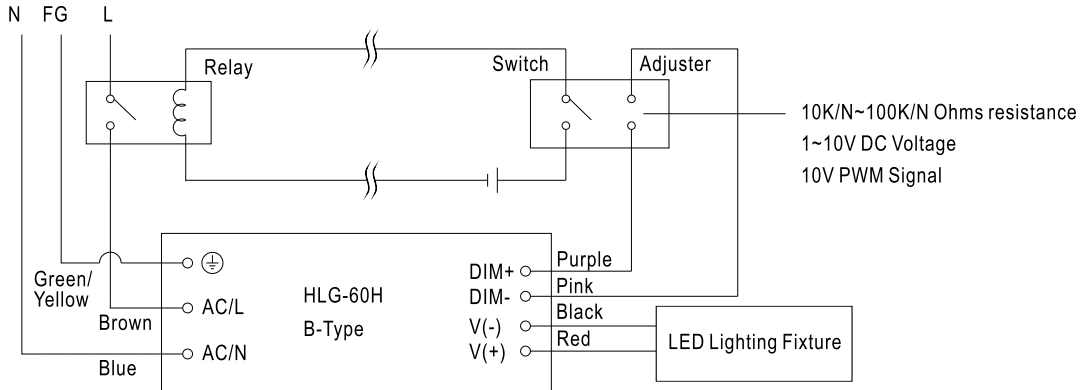 N FG L
Relay
Switch
Adjuster
10K/N~100K/N Ohms resistance
1~10V DC Voltage
10V PWM Signal
Green/
Yellow
Brown
Blue
AC/L
AC/N
HLG-60H
B-Type
DIM+
DIM-
V(-)
V(+)
Purple
Pink
Black
Red
LED Lighting Fixture